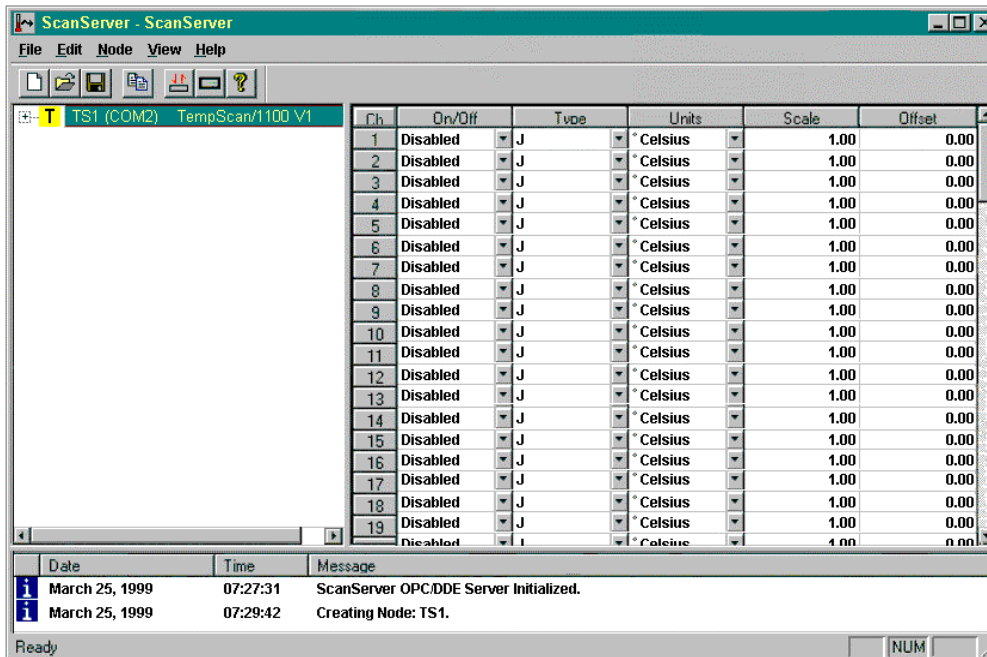 ScanServer - ScanServer
File Edit Node View Help
T TS1 (COM2) TempScan/1100 V1
Ch On/Off Type Units Scale Offset
1 Disabled J ° Celsius 1.00 0.00
2 Disabled J ° Celsius 1.00 0.00
3 Disabled J ° Celsius 1.00 0.00
4 Disabled J ° Celsius 1.00 0.00
5 Disabled J ° Celsius 1.00 0.00
6 Disabled J ° Celsius 1.00 0.00
7 Disabled J ° Celsius 1.00 0.00
8 Disabled J ° Celsius 1.00 0.00
9 Disabled J ° Celsius 1.00 0.00
10 Disabled J ° Celsius 1.00 0.00
11 Disabled J ° Celsius 1.00 0.00
12 Disabled J ° Celsius 1.00 0.00
13 Disabled J ° Celsius 1.00 0.00
14 Disabled J ° Celsius 1.00 0.00
15 Disabled J ° Celsius 1.00 0.00
16 Disabled J ° Celsius 1.00 0.00
17 Disabled J ° Celsius 1.00 0.00
18 Disabled J ° Celsius 1.00 0.00
19 Disabled J ° Celsius 1.00 0.00
Disabled J ° Celsius 1.00 0.00
Date Time Message
i March 25, 1999 07:27:31 ScanServer OPC/DDE Server Initialized.
i March 25, 1999 07:29:42 Creating Node: TS1.
Ready NUM